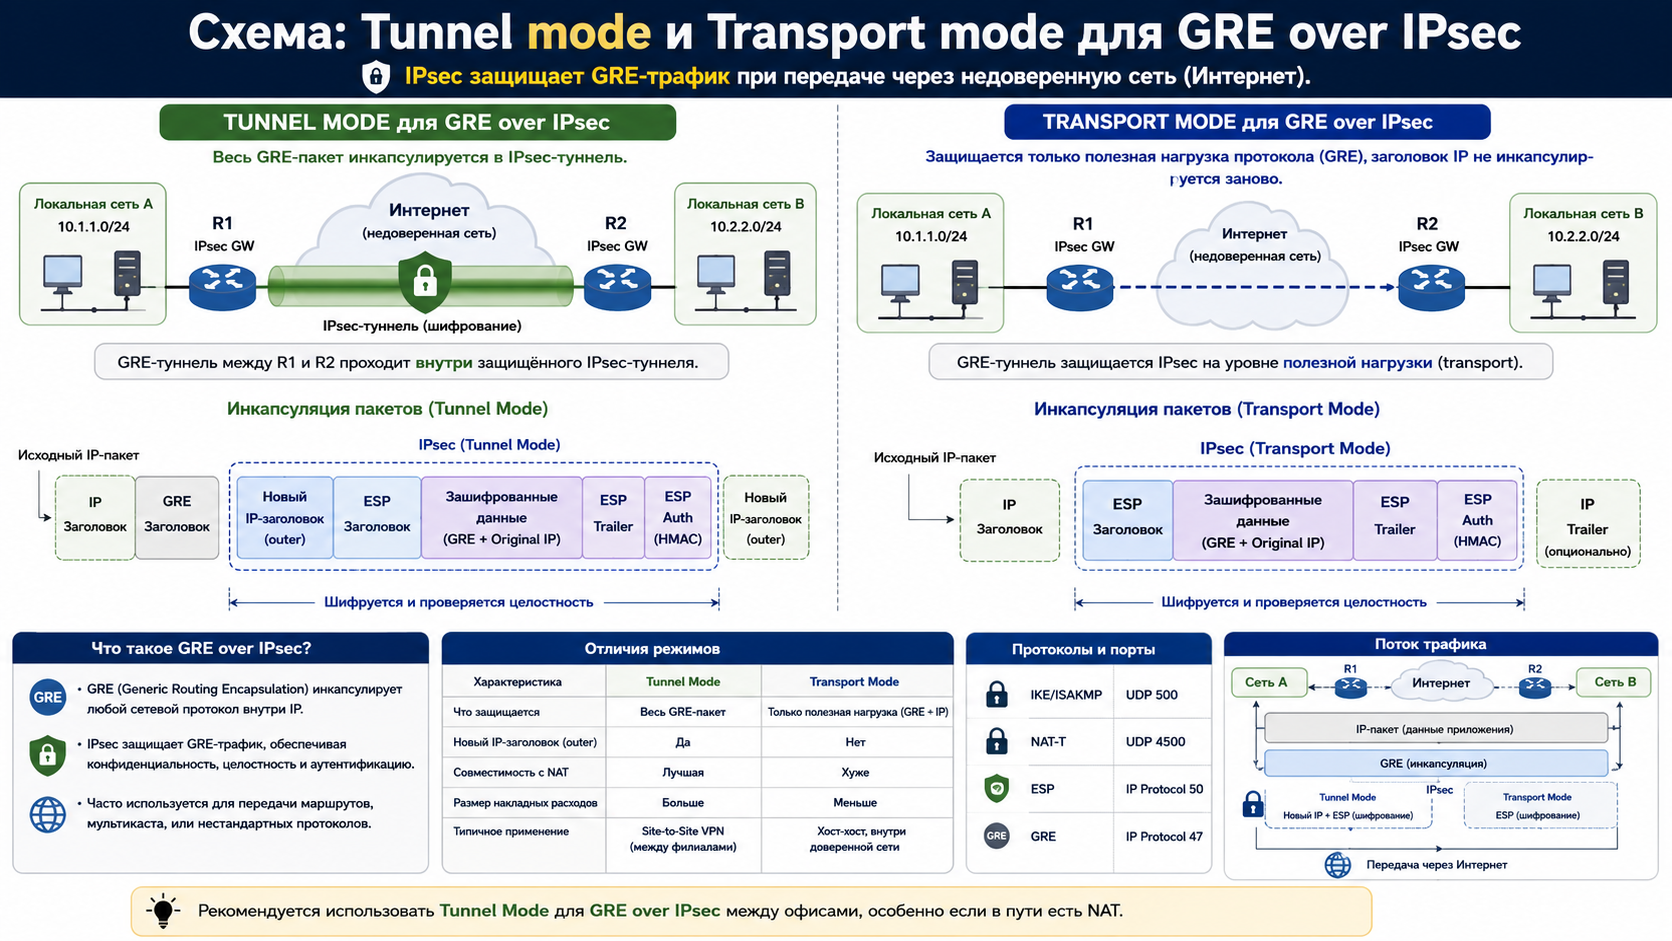 Схема: Tunnel mode и Transport mode для GRE over IPsec
IPsec защищает GRE-трафик при передаче через недоверенную сеть (Интернет).
TUNNEL MODE для GRE over IPsec
Весь GRE-пакет инкапсулируется в IPsec-туннель.
Локальная сеть A
10.1.1.0/24
R1
IPsec GW
Интернет
(недоверенная сеть)
R2
IPsec GW
Локальная сеть B
10.2.2.0/24
IPsec-туннель (шифрование)
GRE-туннель между R1 и R2 проходит внутри защищённого IPsec-туннеля.
Инкапсуляция пакетов (Tunnel Mode)
IPsec (Tunnel Mode)
Исходный IP-пакет
IP
Заголовок
GRE
Заголовок
Новый
IP-заголовок
(outer)
ESP
Заголовок
Зашифрованные
данные
(GRE + Original IP)
ESP
Trailer
ESP
Auth
(HMAC)
Новый
IP-заголовок
(outer)
Шифруется и проверяется целостность
TRANSPORT MODE для GRE over IPsec
Защищается только полезная нагрузка протокола (GRE), заголовок IP не инкапсулир-
руется заново.
Локальная сеть A
10.1.1.0/24
R1
IPsec GW
Интернет
(недоверенная сеть)
R2
IPsec GW
Локальная сеть B
10.2.2.0/24
GRE-туннель защищается IPsec на уровне полезной нагрузки (transport).
Инкапсуляция пакетов (Transport Mode)
IPsec (Transport Mode)
Исходный IP-пакет
IP
Заголовок
ESP
Заголовок
Зашифрованные
данные
(GRE + Original IP)
ESP
Trailer
ESP
Auth
(HMAC)
IP
Trailer
(опционально)
Шифруется и проверяется целостность
Что такое GRE over IPsec?
GRE
• GRE (Generic Routing Encapsulation) инкапсулирует
любой сетевой протокол внутри IP.
• IPsec защищает GRE-трафик, обеспечивая
конфиденциальность, целостность и аутентификацию.
• Часто используется для передачи маршрутов,
мультикаста, или нестандартных протоколов.
Отличия режимов
Характеристика Tunnel Mode Transport Mode
Что защищается Весь GRE-пакет Только полезная нагрузка (GRE + IP)
Новый IP-заголовок (outer) Да Нет
Совместимость с NAT Лучшая Хуже
Размер накладных расходов Больше Меньше
Типичное применение Site-to-Site VPN Хост-хост, внутри
(между филиалами) доверенной сети
Протоколы и порты
IKE/ISAKMP UDP 500
NAT-T UDP 4500
ESP IP Protocol 50
GRE GRE IP Protocol 47
Поток трафика
Сеть A
R1
Интернет
R2
Сеть B
IP-пакет (данные приложения)
GRE (инкапсуляция)
IPsec
Tunnel Mode
Новый IP + ESP (шифрование)
Transport Mode
ESP (шифрование)
Передача через Интернет
Рекомендуется использовать Tunnel Mode для GRE over IPsec между офисами, особенно если в пути есть NAT.